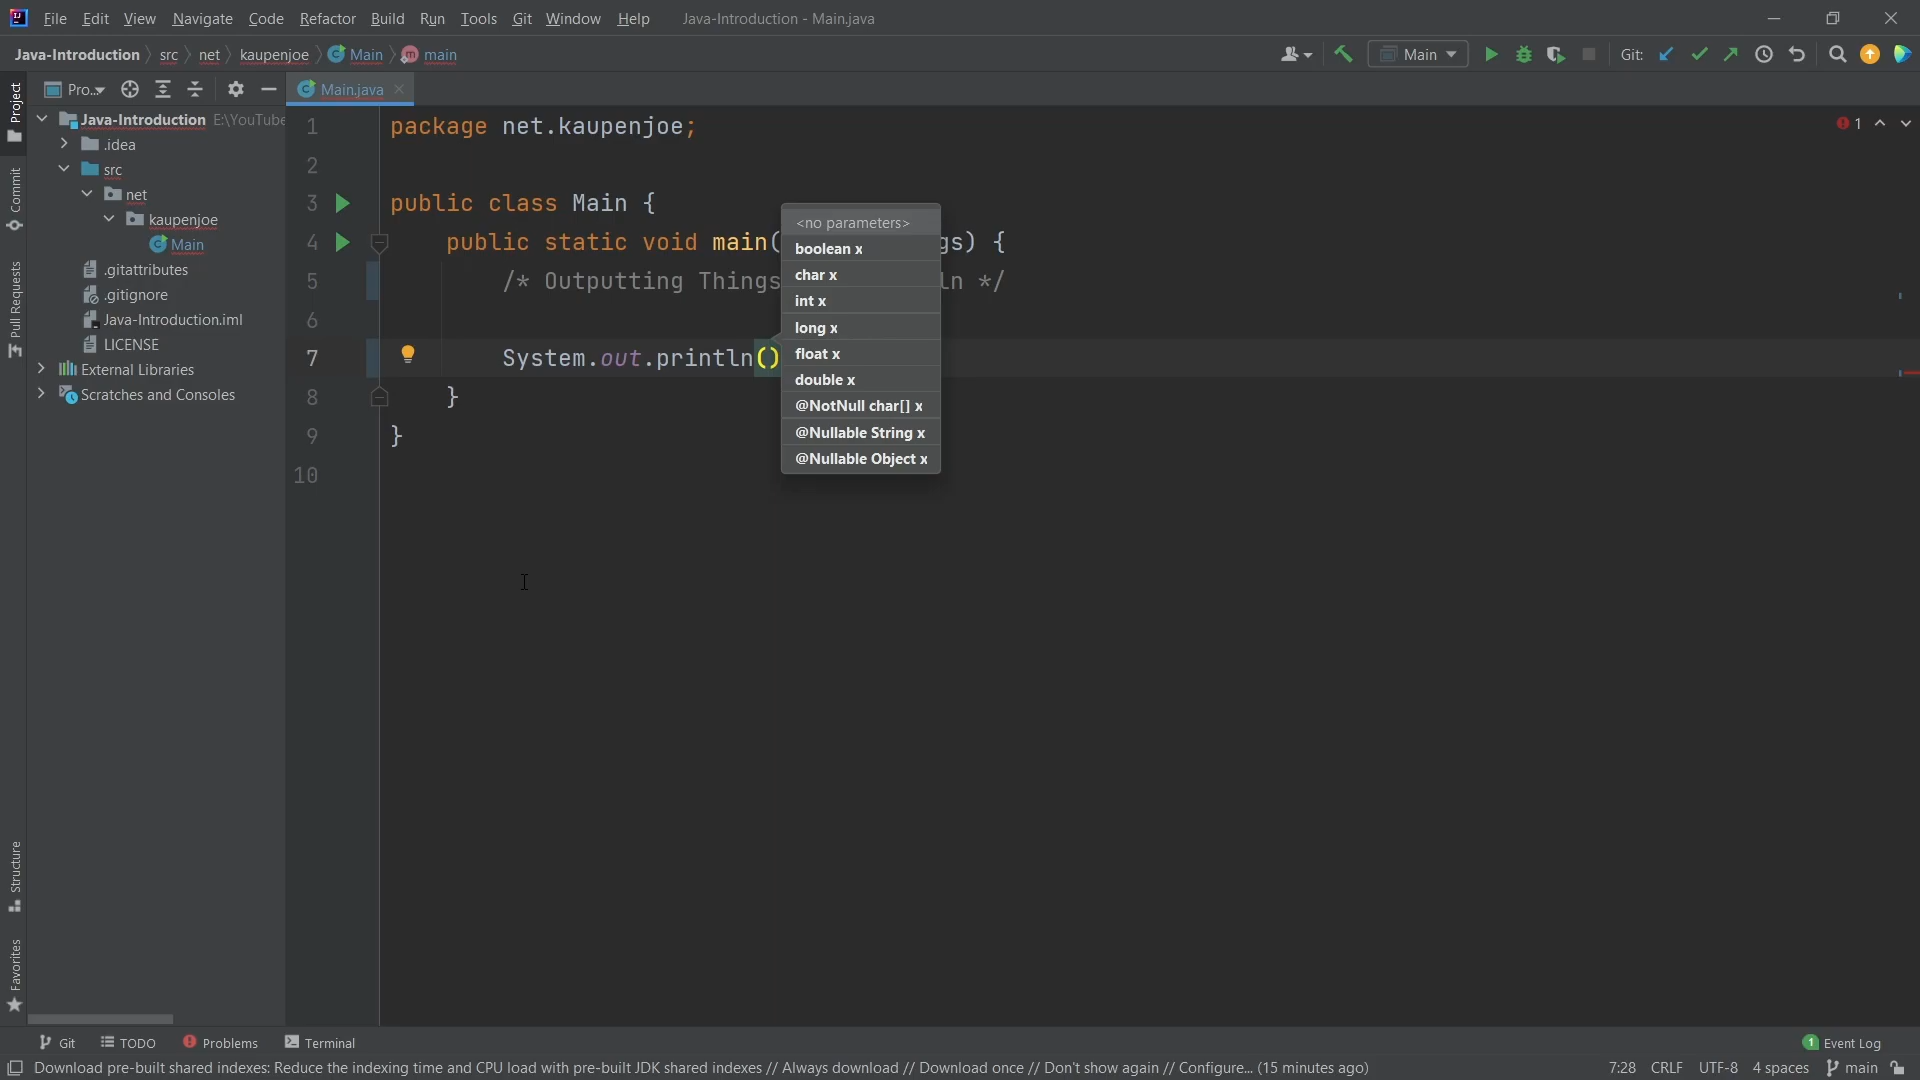 File Edit View Navigate Code Refactor Build Run Tools Git Window Help Java-Introduction - Main.java
Java-Introduction src net kaupenjoe Main main Main Git:
Project
Commit
Pull Requests
Structure
Favorites
Pro...
Java-Introduction E:\YouTube
.idea
src
net
kaupenjoe
Main
.gitattributes
.gitignore
Java-Introduction.iml
LICENSE
External Libraries
Scratches and Consoles
Main.java
1 package net.kaupenjoe;
2
3 public class Main {
4 public static void main( gs) {
5 /* Outputting Things ln */
6
7 System.out.println()
8 }
9 }
10
1
<no parameters>
boolean x
char x
int x
long x
float x
double x
@NotNull char[] x
@Nullable String x
@Nullable Object x
Git TODO Problems Terminal 1 Event Log
Download pre-built shared indexes: Reduce the indexing time and CPU load with pre-built JDK shared indexes // Always download // Download once // Don't show again // Configure... (15 minutes ago) 7:28 CRLF UTF-8 4 spaces main